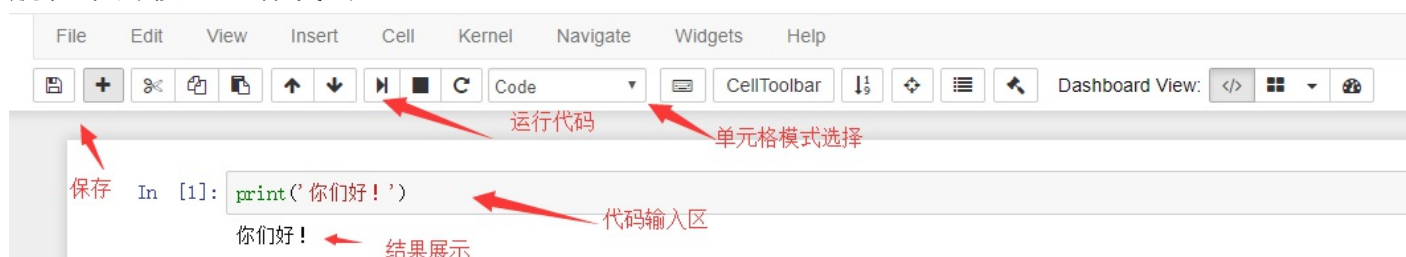 File Edit View Insert Cell Kernel Navigate Widgets Help
Code CellToolbar Dashboard View: </>
运行代码
单元格模式选择
保存
In [1]: print('你们好!')
代码输入区
你们好!
结果展示